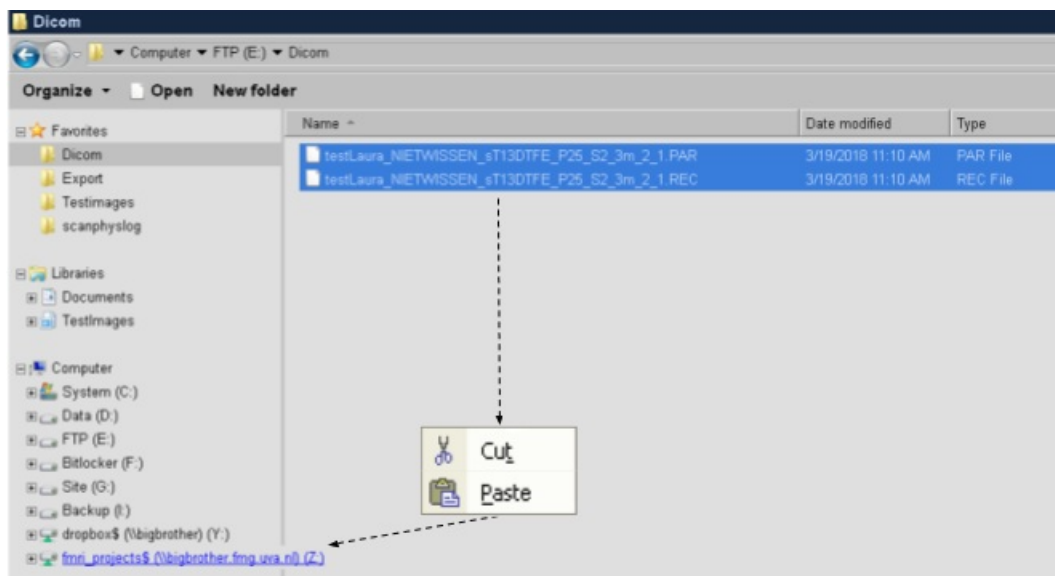 Dicom
Computer FTP (E:) Dicom
Organize Open New folder
Name Date modified Type
Favorites
Dicom
Export
Testimages
scanphyslog
Libraries
Documents
TestImages
Computer
System (C:)
Data (D:)
FTP (E:)
Bitlocker (F:)
Site (G:)
Backup (I:)
dropbox$ (\\bigbrother) (Y:)
fmri_projects$ (\\bigbrother.fmg.uva.nl) (Z:)
testLaura_NIETWISSEN_sT13DTFE_P25_S2_3m_2_1.PAR 3/19/2018 11:10 AM PAR File
testLaura_NIETWISSEN_sT13DTFE_P25_S2_3m_2_1.REC 3/19/2018 11:10 AM REC File
Cut
Paste